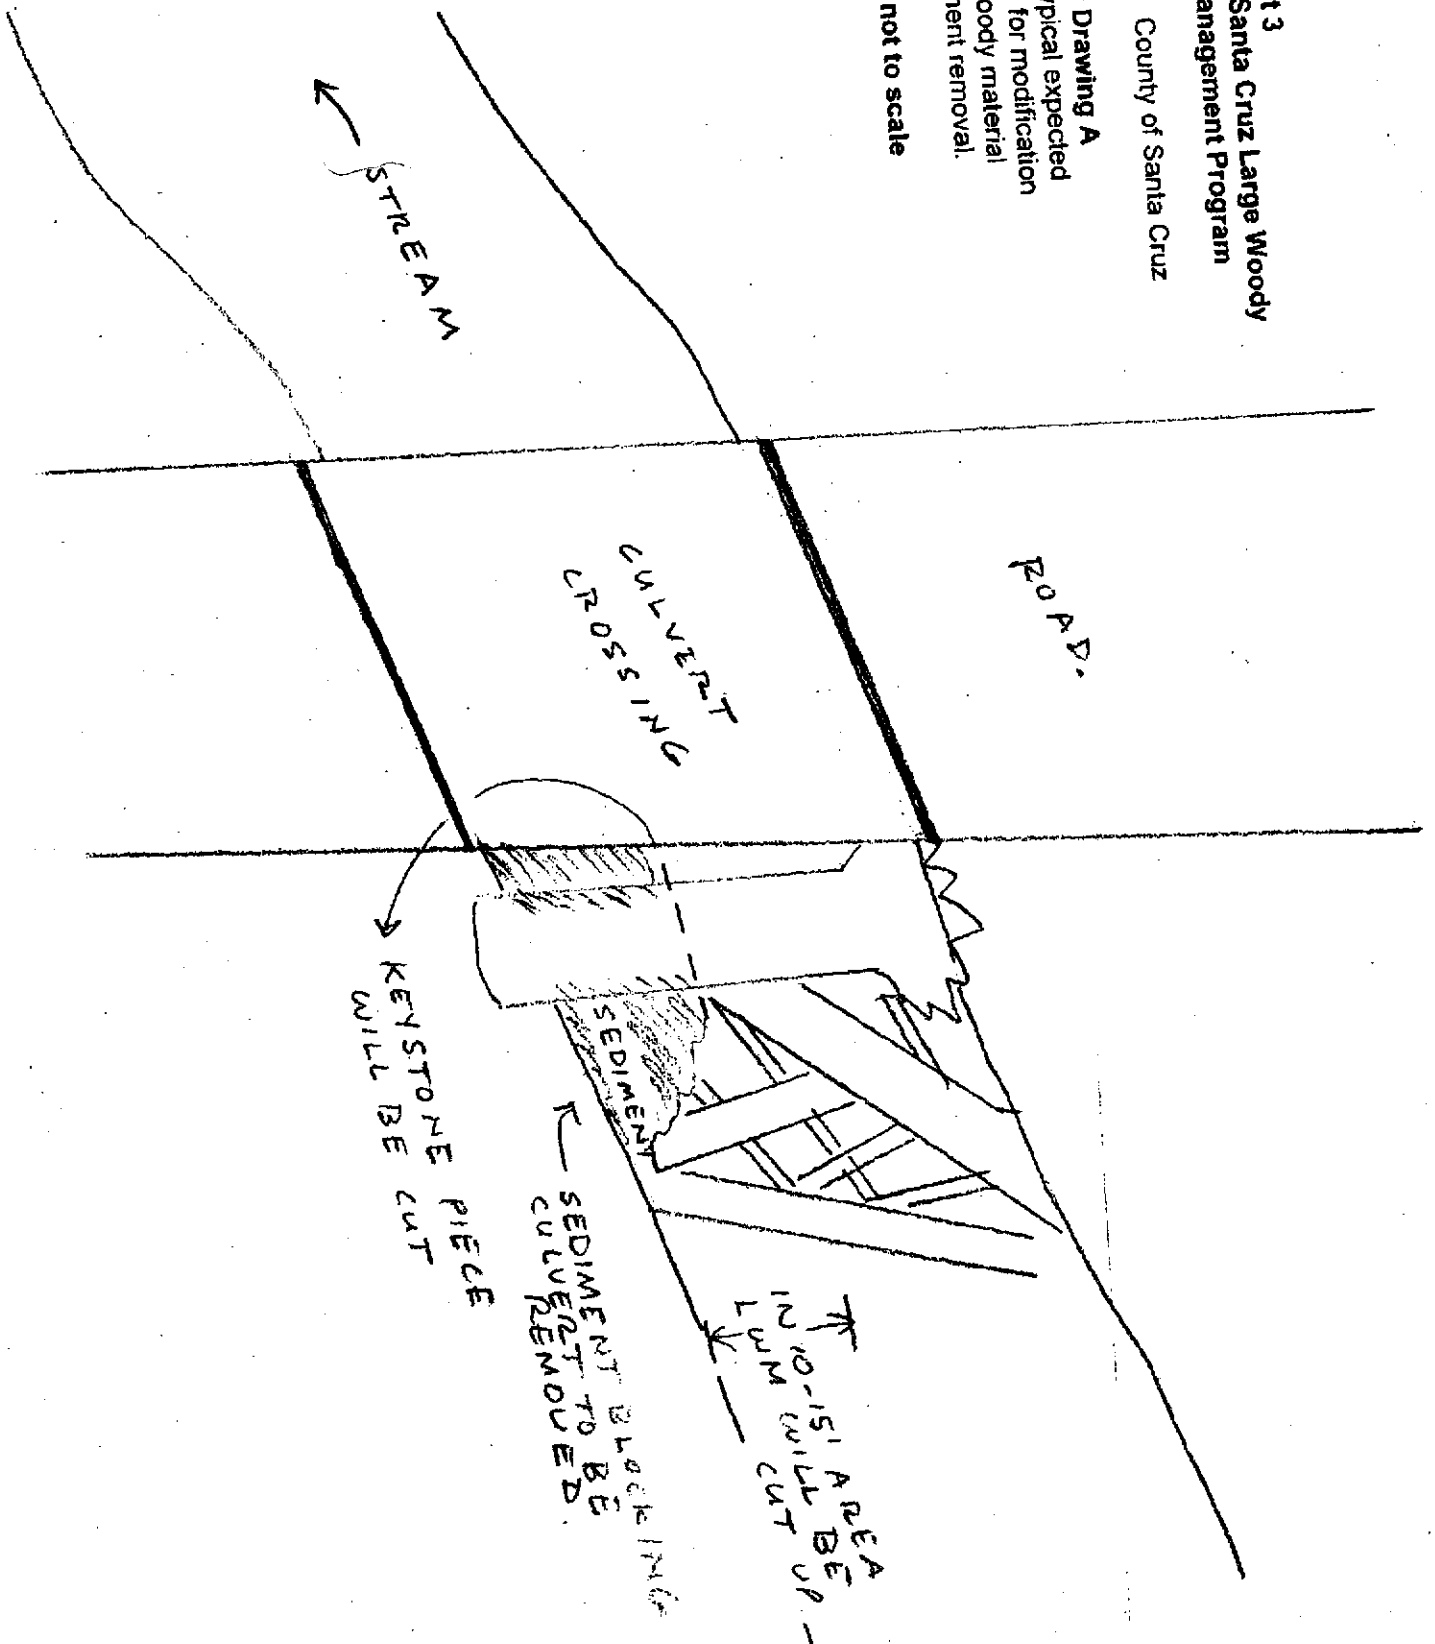 t 3
Santa Cruz Large Woody
anagement Program
County of Santa Cruz
Drawing A
ypical expected
for modification
oody material
nent removal.
not to scale
STREAM
ROAD.
CULVERT
CROSSING
SEDIMENT
IN 10-15' AREA
LWM WILL BE
CUT UP
SEDIMENT BLOCKING
CULVERT TO BE
REMOVED.
KEYSTONE PIECE
WILL BE CUT